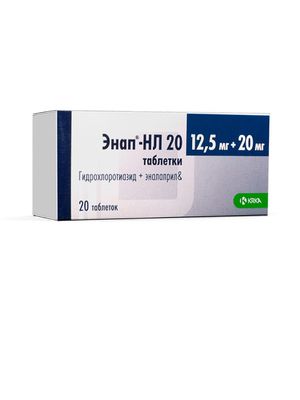 Энап®-НЛ 20
12,5 мг + 20 мг
таблетки
Гидрохлоротиазид + эналаприл&
20 таблеток
KRKA